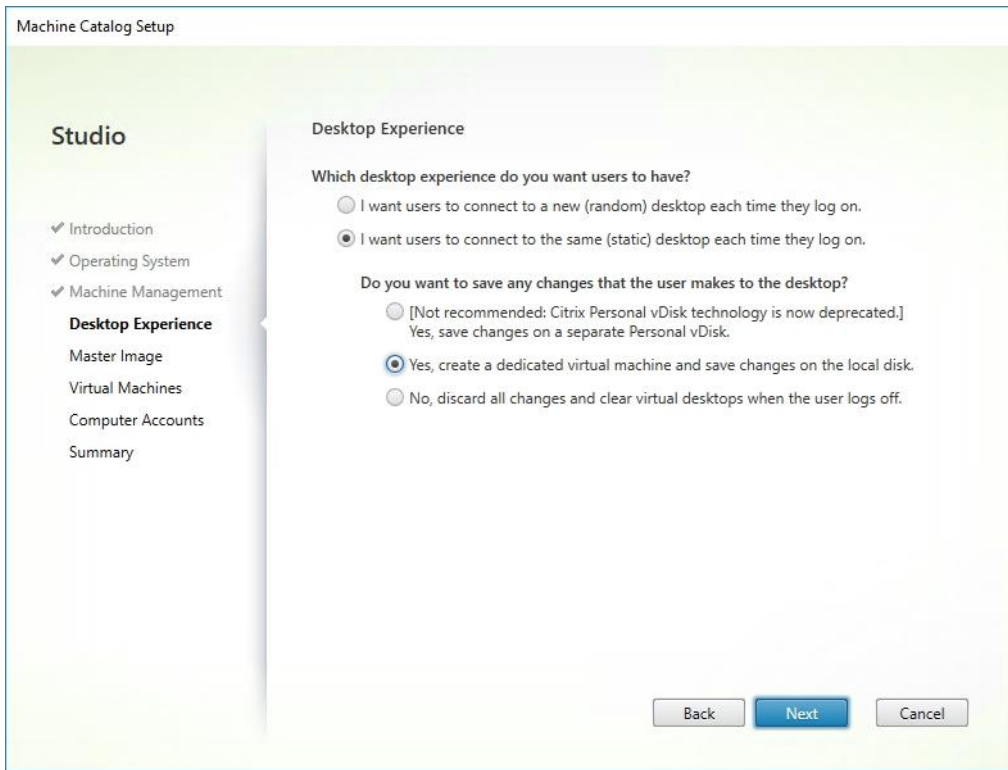 Machine Catalog Setup
Studio
Introduction
Operating System
Machine Management
Desktop Experience
Master Image
Virtual Machines
Computer Accounts
Summary
Desktop Experience
Which desktop experience do you want users to have?
I want users to connect to a new (random) desktop each time they log on.
I want users to connect to the same (static) desktop each time they log on.
Do you want to save any changes that the user makes to the desktop?
[Not recommended: Citrix Personal vDisk technology is now deprecated.]
Yes, save changes on a separate Personal vDisk.
Yes, create a dedicated virtual machine and save changes on the local disk.
No, discard all changes and clear virtual desktops when the user logs off.
Back
Next
Cancel